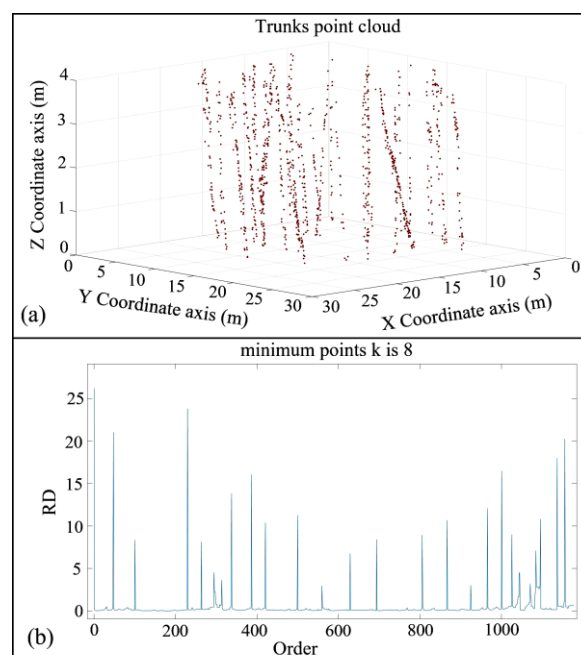 Trunks point cloud
4
3
2
1
0
Z Coordinate axis (m)
0
5
10
15
20
25
30
Y Coordinate axis (m)
30
25
20
15
10
5
0
X Coordinate axis (m)
(a)
minimum points k is 8
25
20
15
10
5
0
RD
0 200 400 600 800 1000
Order
(b)